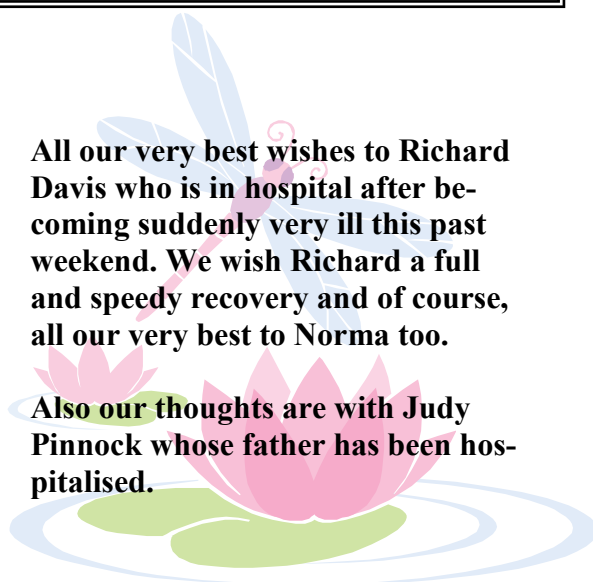 All our very best wishes to Richard
Davis who is in hospital after be-
coming suddenly very ill this past
weekend. We wish Richard a full
and speedy recovery and of course,
all our very best to Norma too.
Also our thoughts are with Judy
Pinnock whose father has been hos-
pitalised.